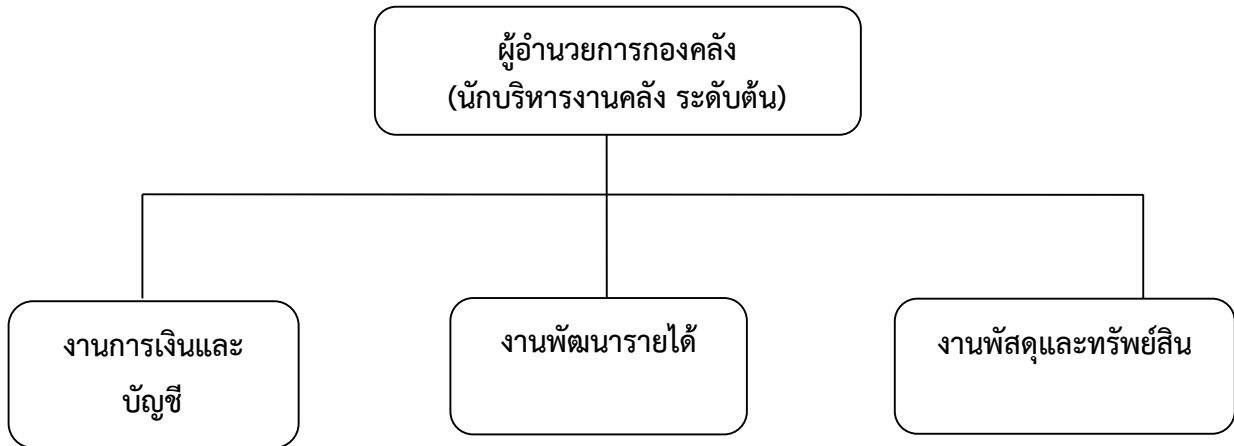 ผู้อำนวยการกองคลัง
(นักบริหารงานคลัง ระดับต้น)
งานการเงินและ
บัญชี
งานพัฒนารายได้
งานพัสดุและทรัพย์สิน